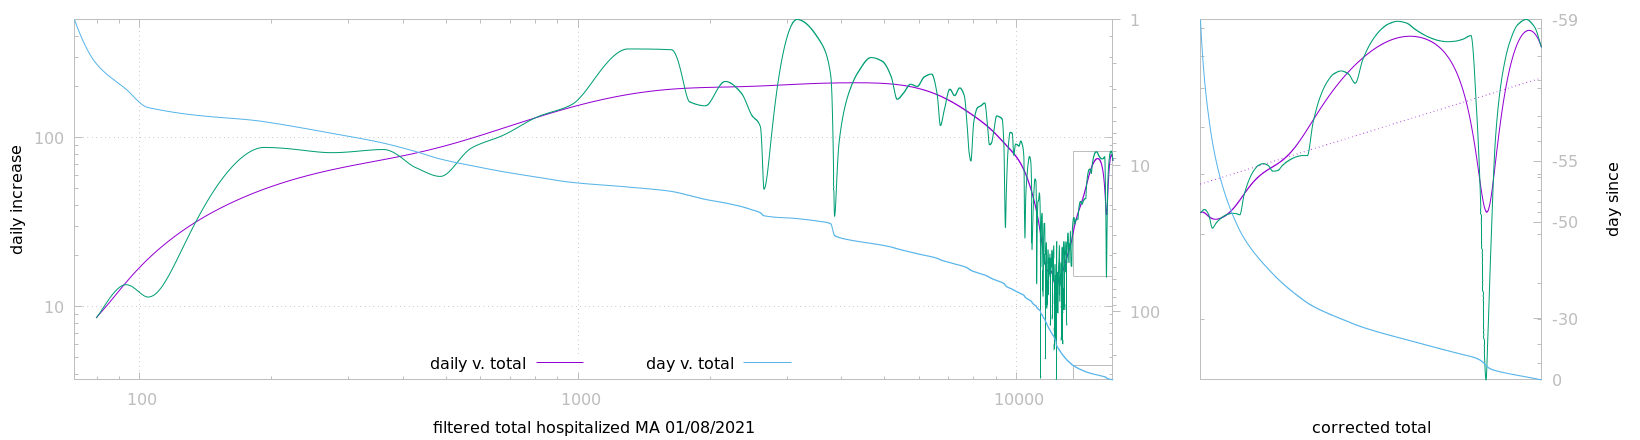 1
-59
100
10
-55
daily increase
day since
-50
10
100
-30
daily v. total
day v. total
0
100
1000
10000
filtered total hospitalized MA 01/08/2021
corrected total